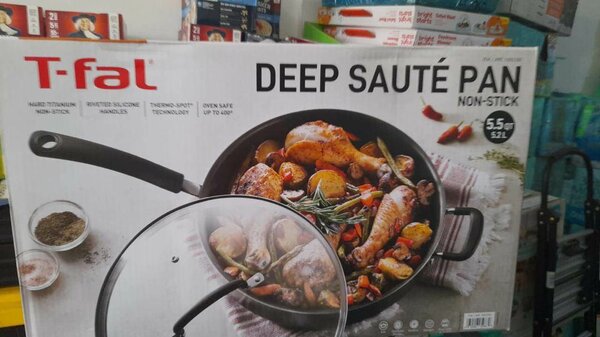 T-fal
DEEP SAUTÉ PAN
NON-STICK
HARD TITANIUM
NON-STICK
RIVETED SILICONE
HANDLES
THERMO-SPOT®
TECHNOLOGY
OVEN SAFE
UP TO 400°
5.5 QT
5.2 L